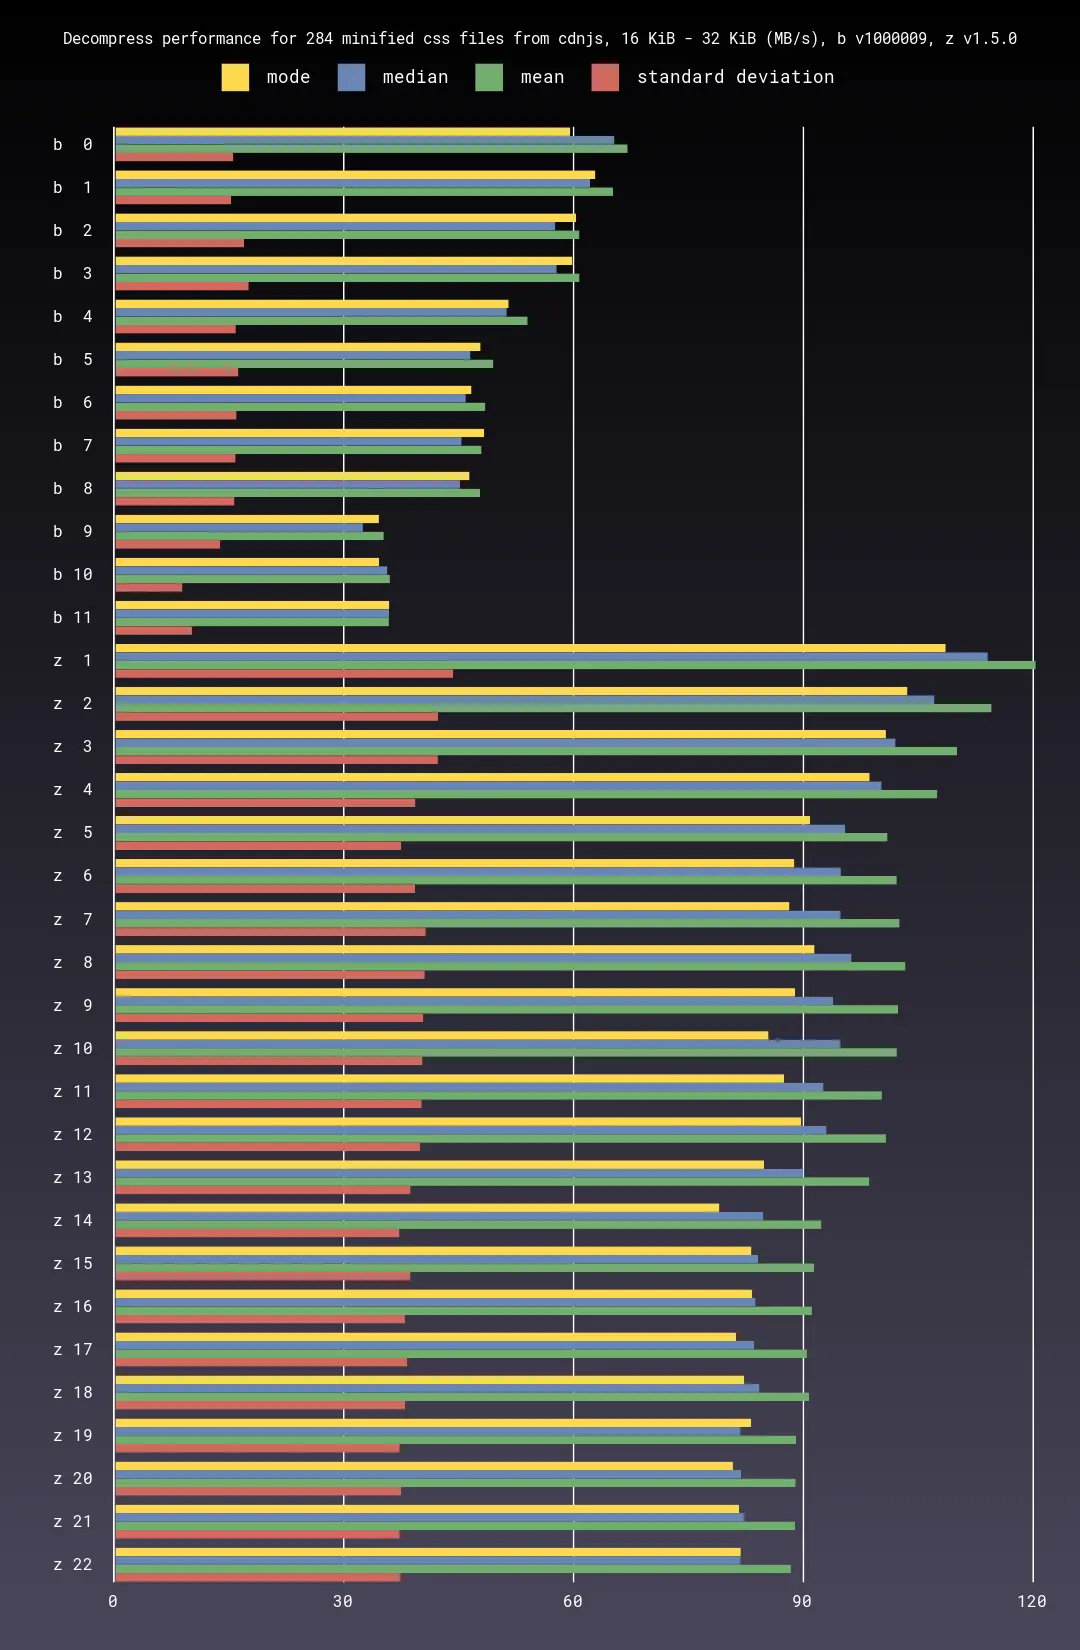 Decompress performance for 284 minified css files from cdnjs, 16 KiB - 32 KiB (MB/s), b v1000009, z v1.5.0
mode median mean standard deviation
b 0
b 1
b 2
b 3
b 4
b 5
b 6
b 7
b 8
b 9
b 10
b 11
z 1
z 2
z 3
z 4
z 5
z 6
z 7
z 8
z 9
z 10
z 11
z 12
z 13
z 14
z 15
z 16
z 17
z 18
z 19
z 20
z 21
z 22
0 30 60 90 120